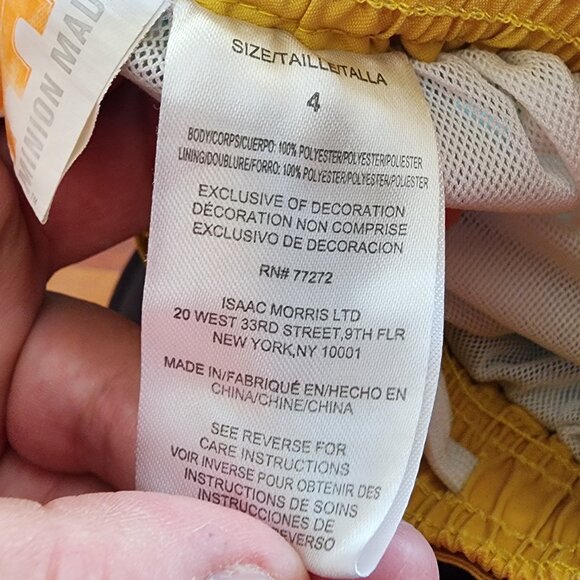 MINION MADE
SIZE/TAILLE/TALLA
4
BODY/CORPS/CUERPO: 100% POLYESTER/POLYESTER/POLIESTER
LINING/DOUBLURE/FORRO: 100% POLYESTER/POLYESTER/POLIESTER
EXCLUSIVE OF DECORATION
DÉCORATION NON COMPRISE
EXCLUSIVO DE DECORACION
RN# 77272
ISAAC MORRIS LTD
20 WEST 33RD STREET,9TH FLR
NEW YORK,NY 10001
MADE IN/FABRIQUÉ EN/HECHO EN
CHINA/CHINE/CHINA
SEE REVERSE FOR
CARE INSTRUCTIONS
VOIR INVERSE POUR OBTENIR DES
INSTRUCTIONS DE SOINS
INSTRUCCIONES DE
REVERSO